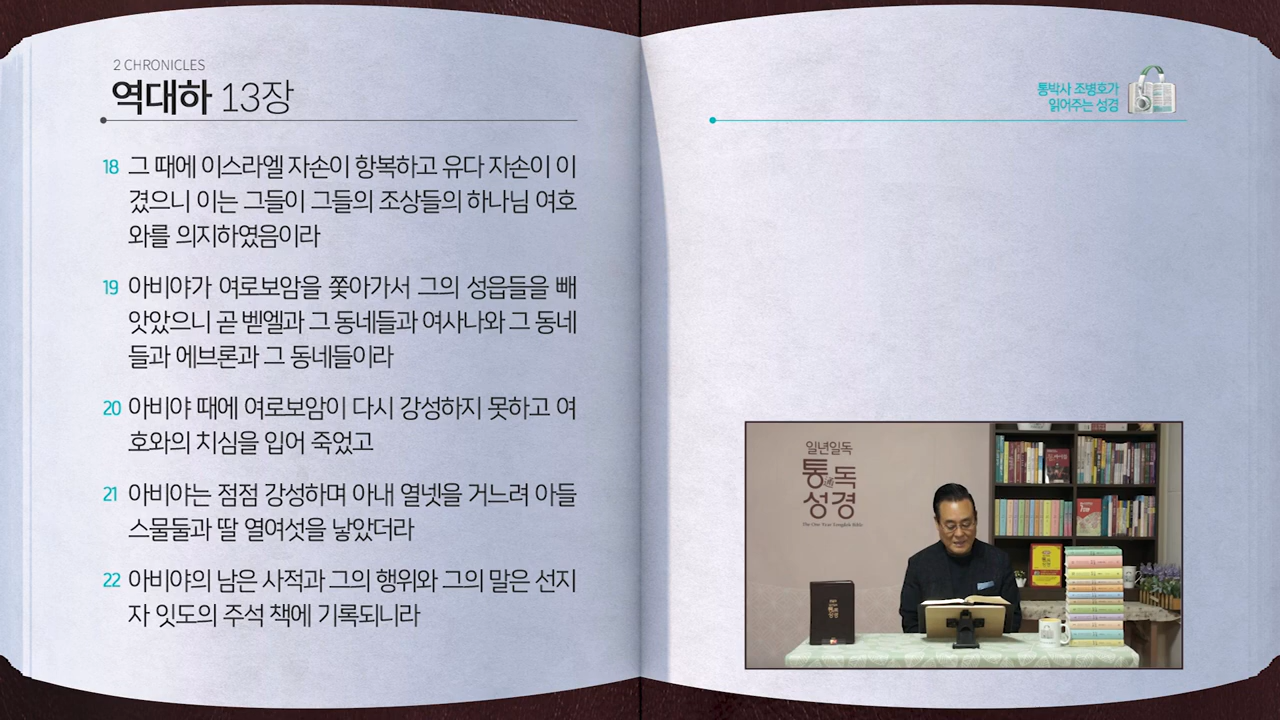 2 CHRONICLES
역대하 13장
18 그 때에 이스라엘 자손이 항복하고 유다 자손이 이
겼으니 이는 그들이 그들의 조상들의 하나님 여호
와를 의지하였음이라
19 아비야가 여로보암을 쫓아가서 그의 성읍들을 빼
앗았으니 곧 벧엘과 그 동네들과 여사나와 그 동네
들과 에브론과 그 동네들이라
20 아비야 때에 여로보암이 다시 강성하지 못하고 여
호와의 치심을 입어 죽었고
21 아비야는 점점 강성하며 아내 열넷을 거느려 아들
스물둘과 딸 열여섯을 낳았더라
22 아비야의 남은 사적과 그의 행위와 그의 말은 선지
자 잇도의 주석 책에 기록되니라
통박사 조병호가
읽어주는 성경
일년일독
통독
성경
The One Year Tongdok Bible